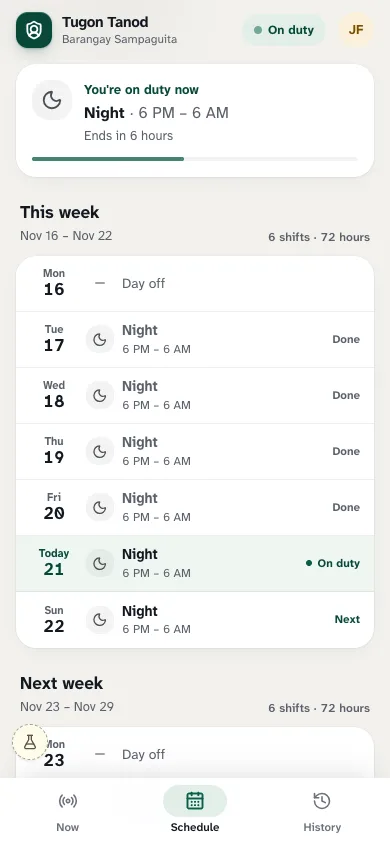 Tugon Tanod
Barangay Sampaguita
On duty
JF
You're on duty now
Night · 6 PM – 6 AM
Ends in 6 hours
This week
Nov 16 – Nov 22
6 shifts · 72 hours
Mon
16
Day off
Tue
17
Night
6 PM – 6 AM
Done
Wed
18
Night
6 PM – 6 AM
Done
Thu
19
Night
6 PM – 6 AM
Done
Fri
20
Night
6 PM – 6 AM
Done
Today
21
Night
6 PM – 6 AM
On duty
Sun
22
Night
6 PM – 6 AM
Next
Next week
Nov 23 – Nov 29
6 shifts · 72 hours
Mon
23
Day off
Now
Schedule
History